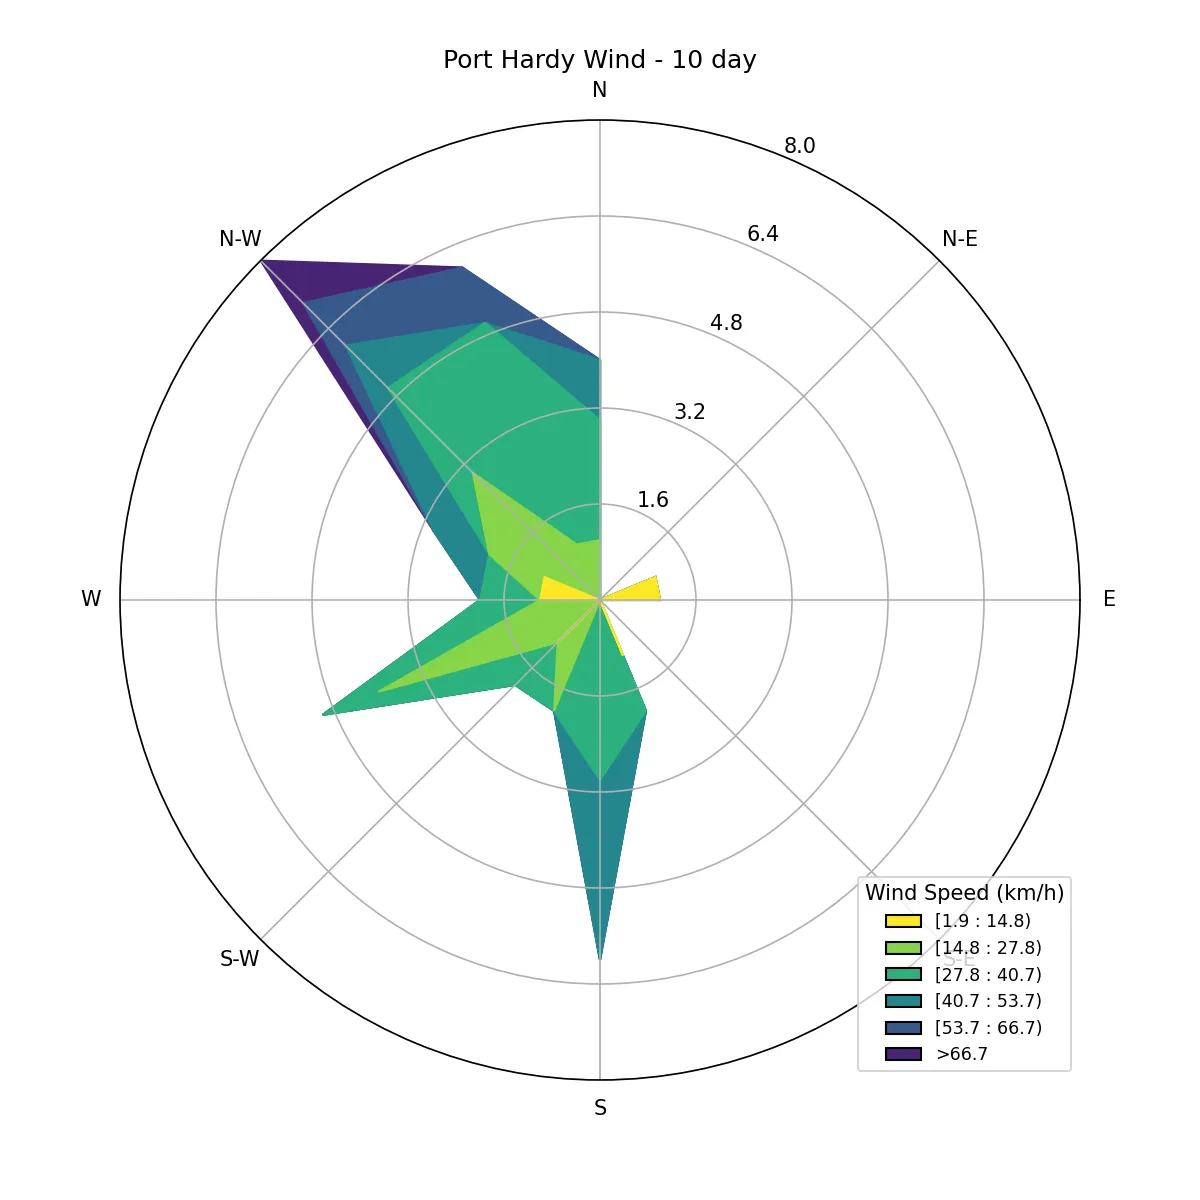 Port Hardy Wind - 10 day
N
8.0
N-W
6.4
N-E
4.8
3.2
1.6
W
E
Wind Speed (km/h)
[1.9 : 14.8)
[14.8 : 27.8)
S-W
S-E
[27.8 : 40.7)
[40.7 : 53.7)
[53.7 : 66.7)
>66.7
S